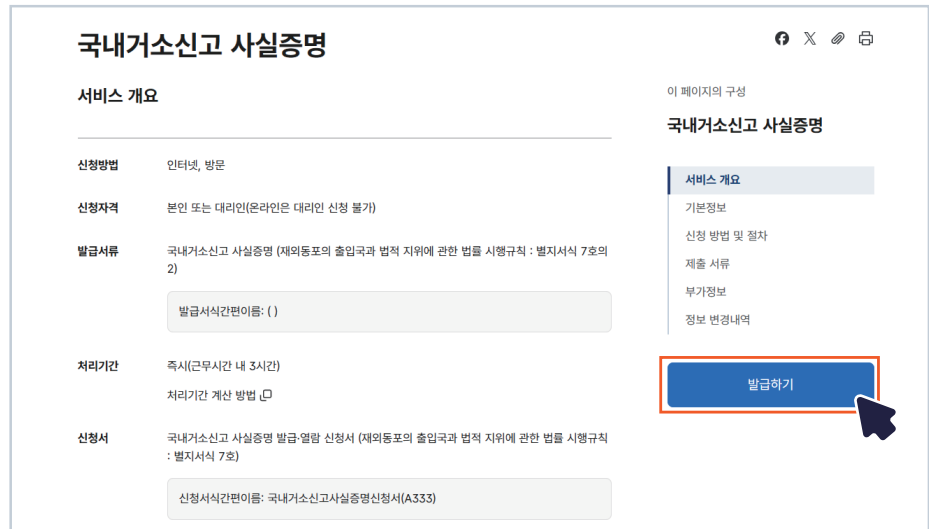 국내거소신고 사실증명
서비스 개요
신청방법 인터넷, 방문
신청자격 본인 또는 대리인(온라인은 대리인 신청 불가)
발급서류 국내거소신고 사실증명 (재외동포의 출입국과 법적 지위에 관한 법률 시행규칙 : 별지서식 7호의
2)
발급서식간편이름: ( )
처리기간 즉시(근무시간 내 3시간)
처리기간 계산 방법
신청서 국내거소신고 사실증명 발급·열람 신청서 (재외동포의 출입국과 법적 지위에 관한 법률 시행규칙
: 별지서식 7호)
신청서식간편이름: 국내거소신고사실증명신청서(A333)
이 페이지의 구성
국내거소신고 사실증명
서비스 개요
기본정보
신청 방법 및 절차
제출 서류
부가정보
정보 변경내역
발급하기